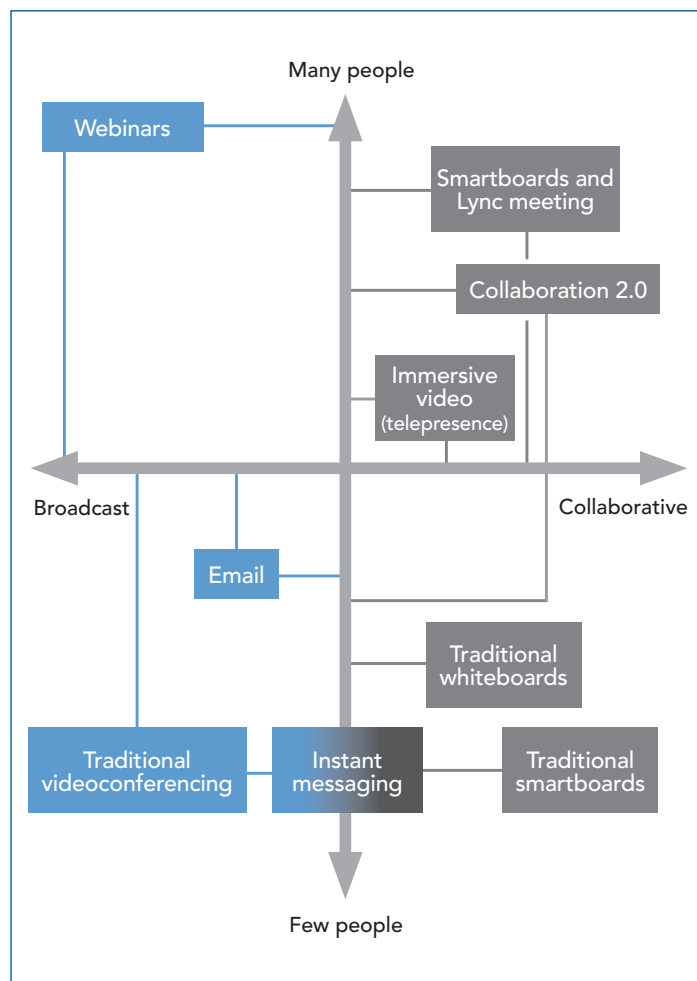 Many people
Webinars
Smartboards and
Lync meeting
Collaboration 2.0
Immersive
video
(telepresence)
Broadcast
Collaborative
Email
Traditional
whiteboards
Traditional
videoconferencing
Instant
messaging
Traditional
smartboards
Few people